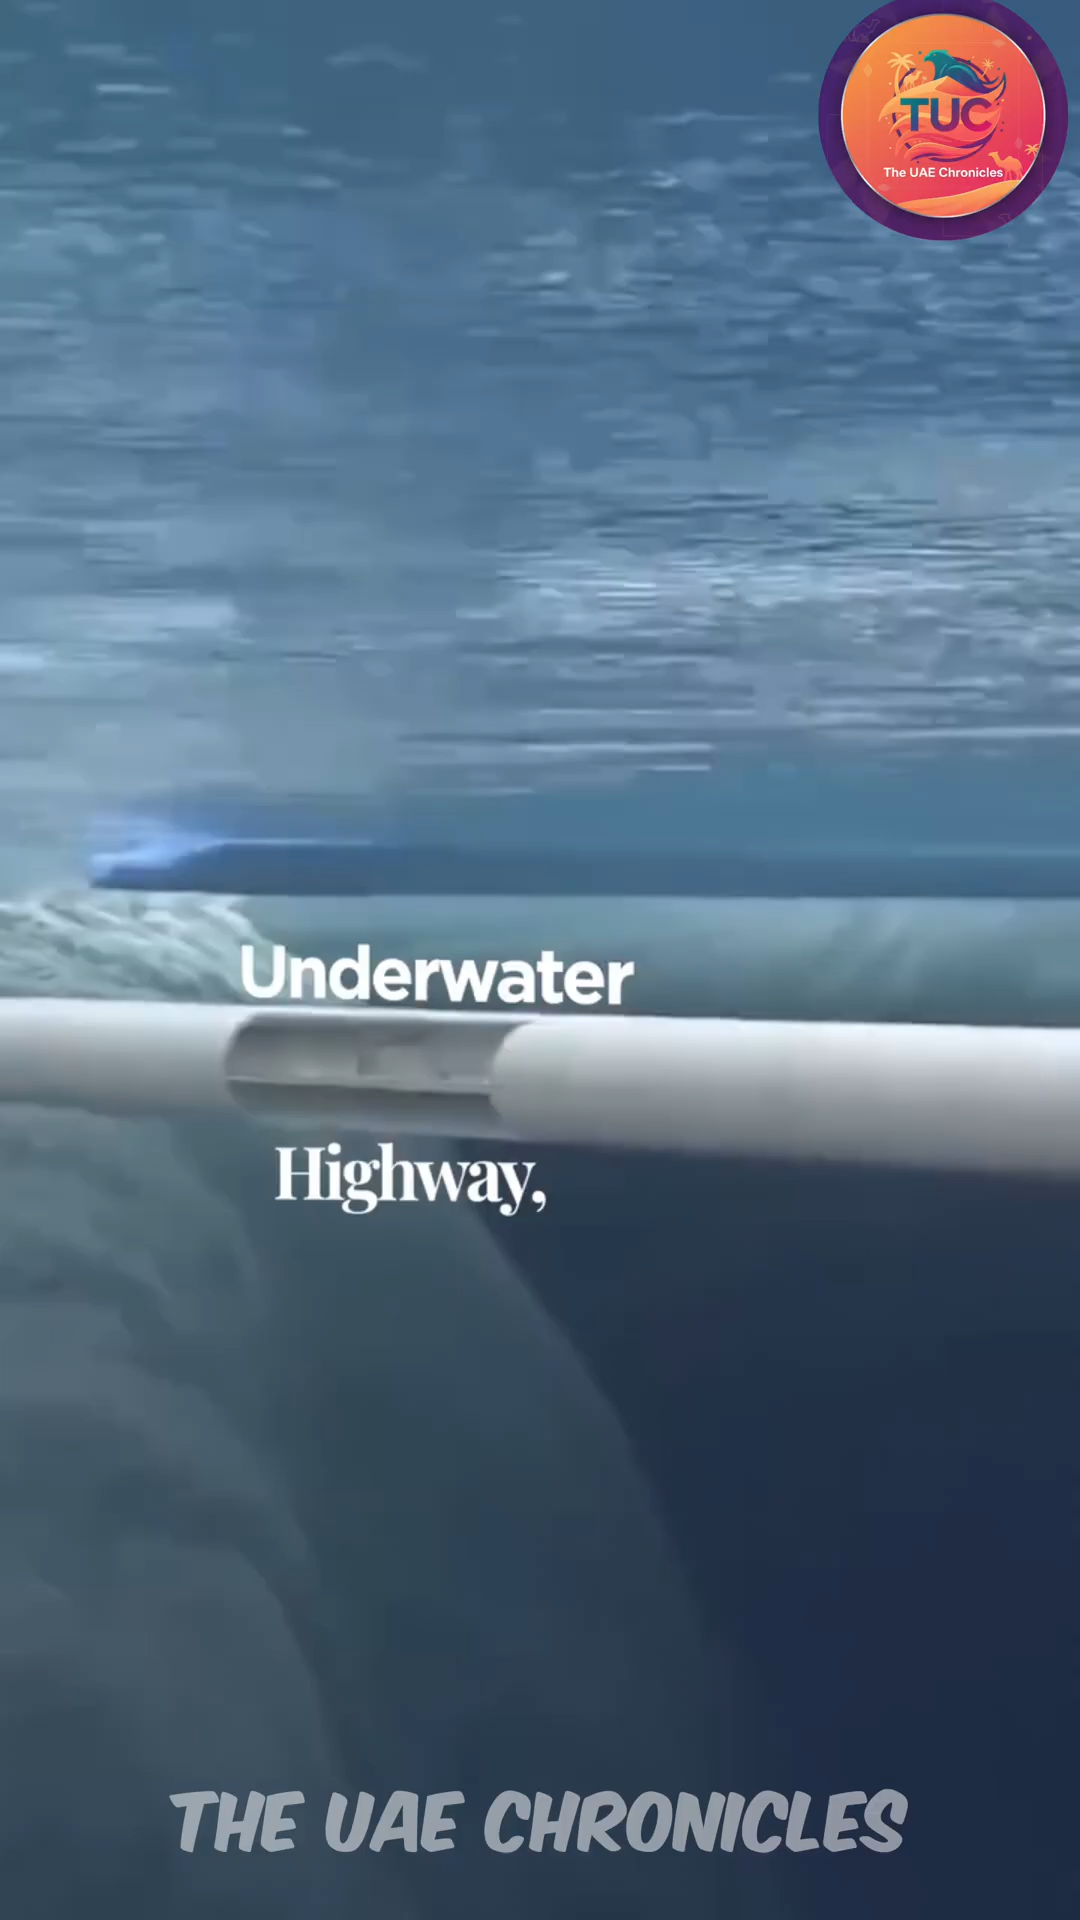 TUC
The UAE Chronicles
Underwater
Highway,
THE UAE CHRONICLES